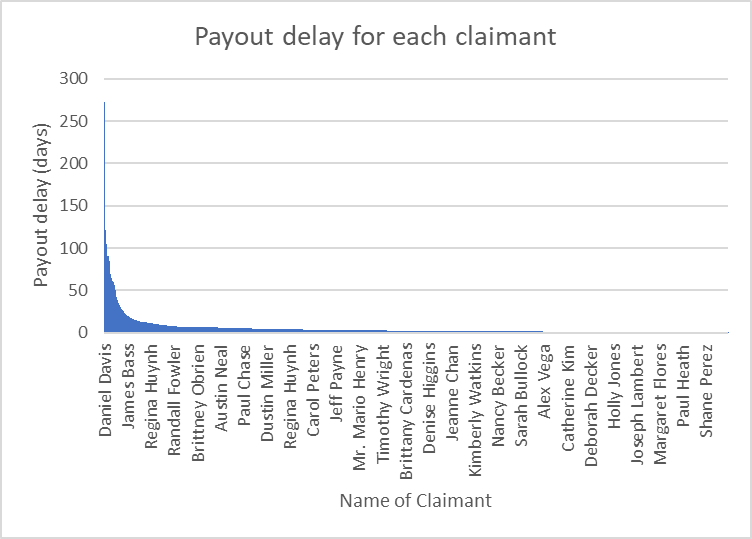 Payout delay for each claimant
300
250
200
150
100
50
0
Payout delay (days)
Daniel Davis
James Bass
Regina Huynh
Randall Fowler
Brittney Obrien
Austin Neal
Paul Chase
Dustin Miller
Regina Huynh
Carol Peters
Jeff Payne
Mr. Mario Henry
Timothy Wright
Brittany Cardenas
Denise Higgins
Jeanne Chan
Kimberly Watkins
Nancy Becker
Sarah Bullock
Alex Vega
Catherine Kim
Deborah Decker
Holly Jones
Joseph Lambert
Margaret Flores
Paul Heath
Shane Perez
Name of Claimant